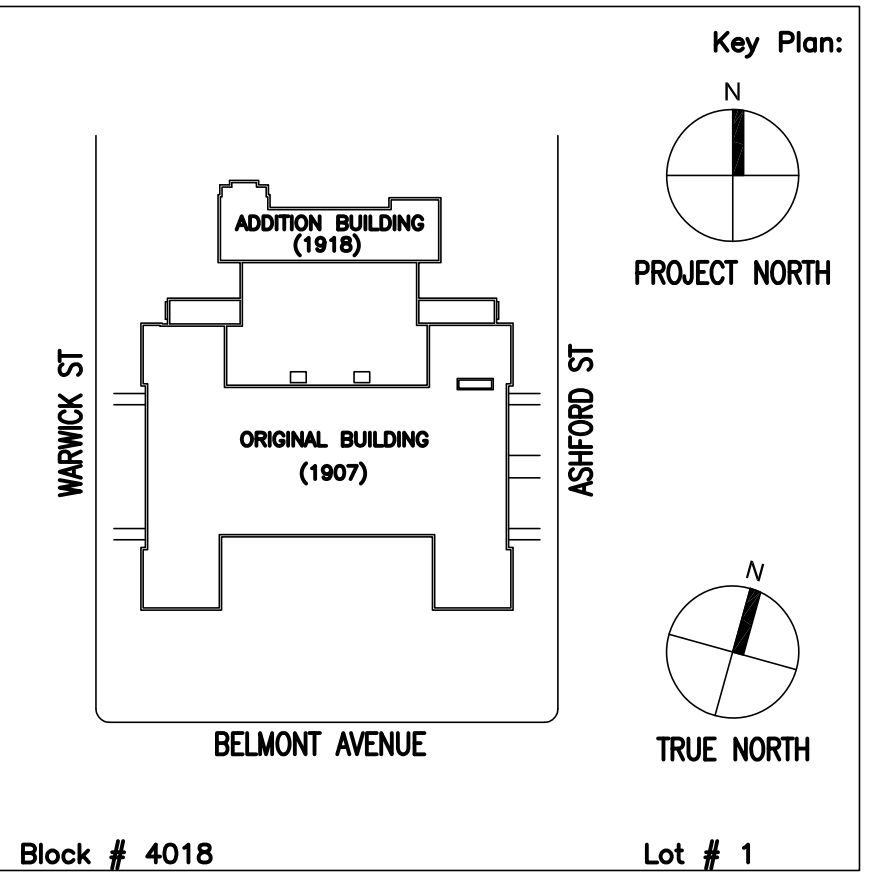 Key Plan:
N
PROJECT NORTH
ADDITION BUILDING
(1918)
WARWICK ST
ASHFORD ST
ORIGINAL BUILDING
(1907)
N
TRUE NORTH
BELMONT AVENUE
Block # 4018
Lot # 1